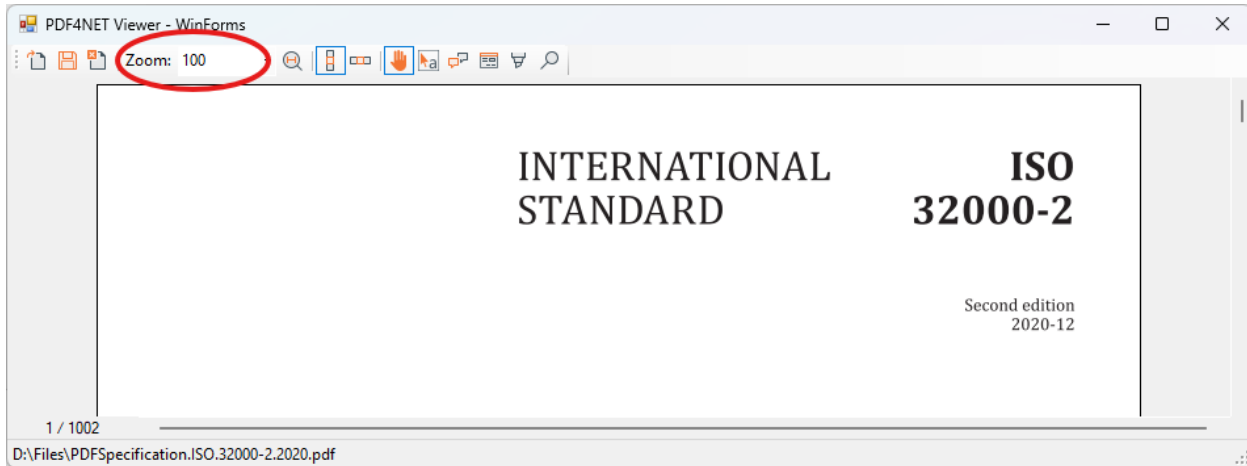 PDF4NET Viewer - WinForms
Zoom: 100
a
INTERNATIONAL ISO
STANDARD 32000-2
Second edition
2020-12
1 / 1002
D:\Files\PDFSpecification.ISO.32000-2.2020.pdf